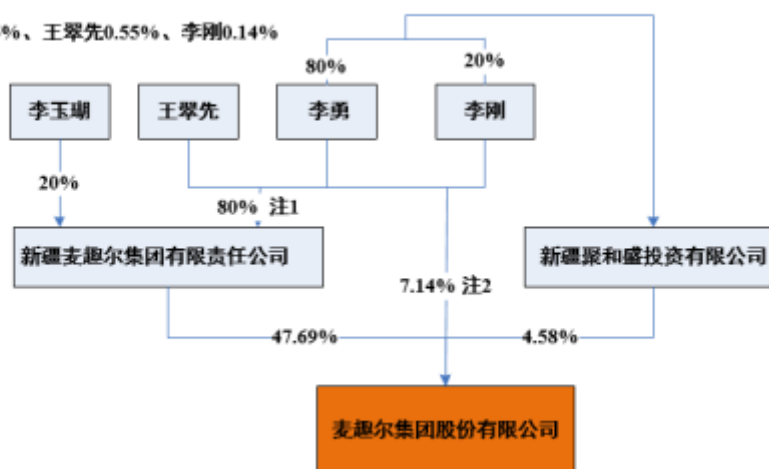 %、王翠先0.55%、李刚0.14%
80%
20%
李玉瑚
王翠先
李勇
李刚
20%
80% 注1
新疆麦趣尔集团有限责任公司
7.14% 注2
新疆聚和盛投资有限公司
47.69%
4.58%
麦趣尔集团股份有限公司